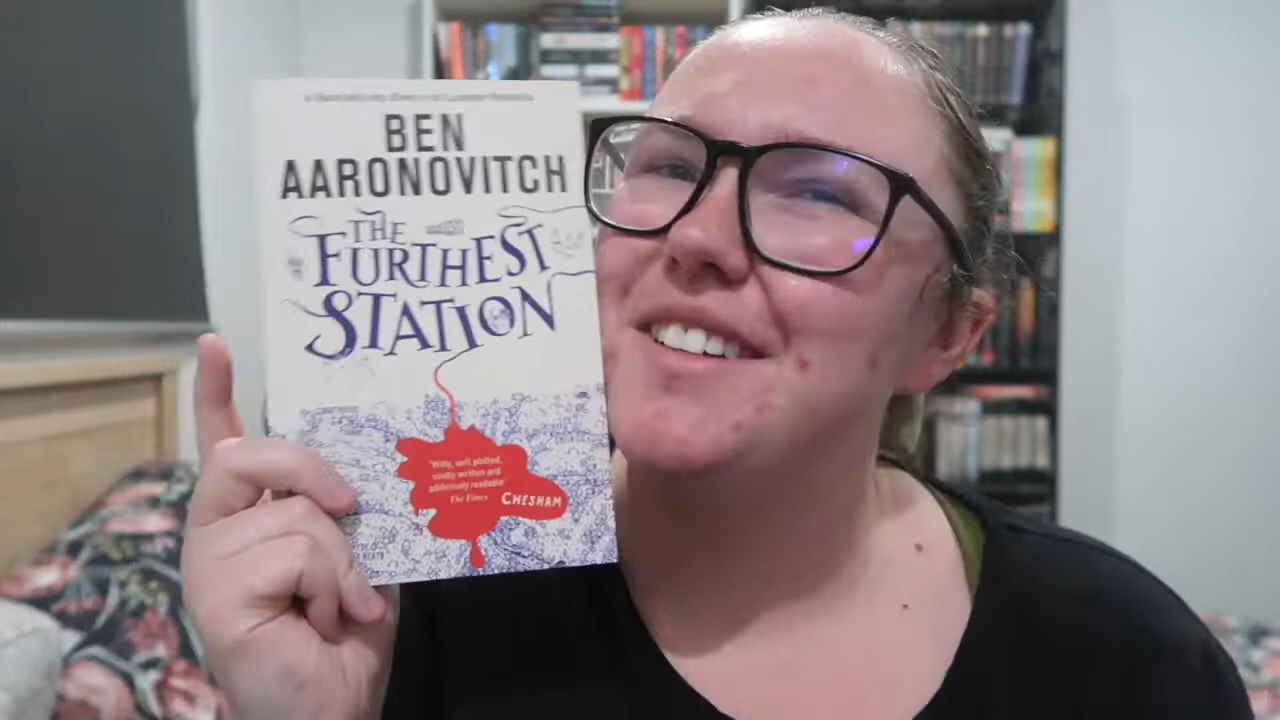 BEN
AARONOVITCH
THE
FURTHEST
STATION
'Witty, well plotted,
vividly written and
addictively readable'
The Times
CHESHAM